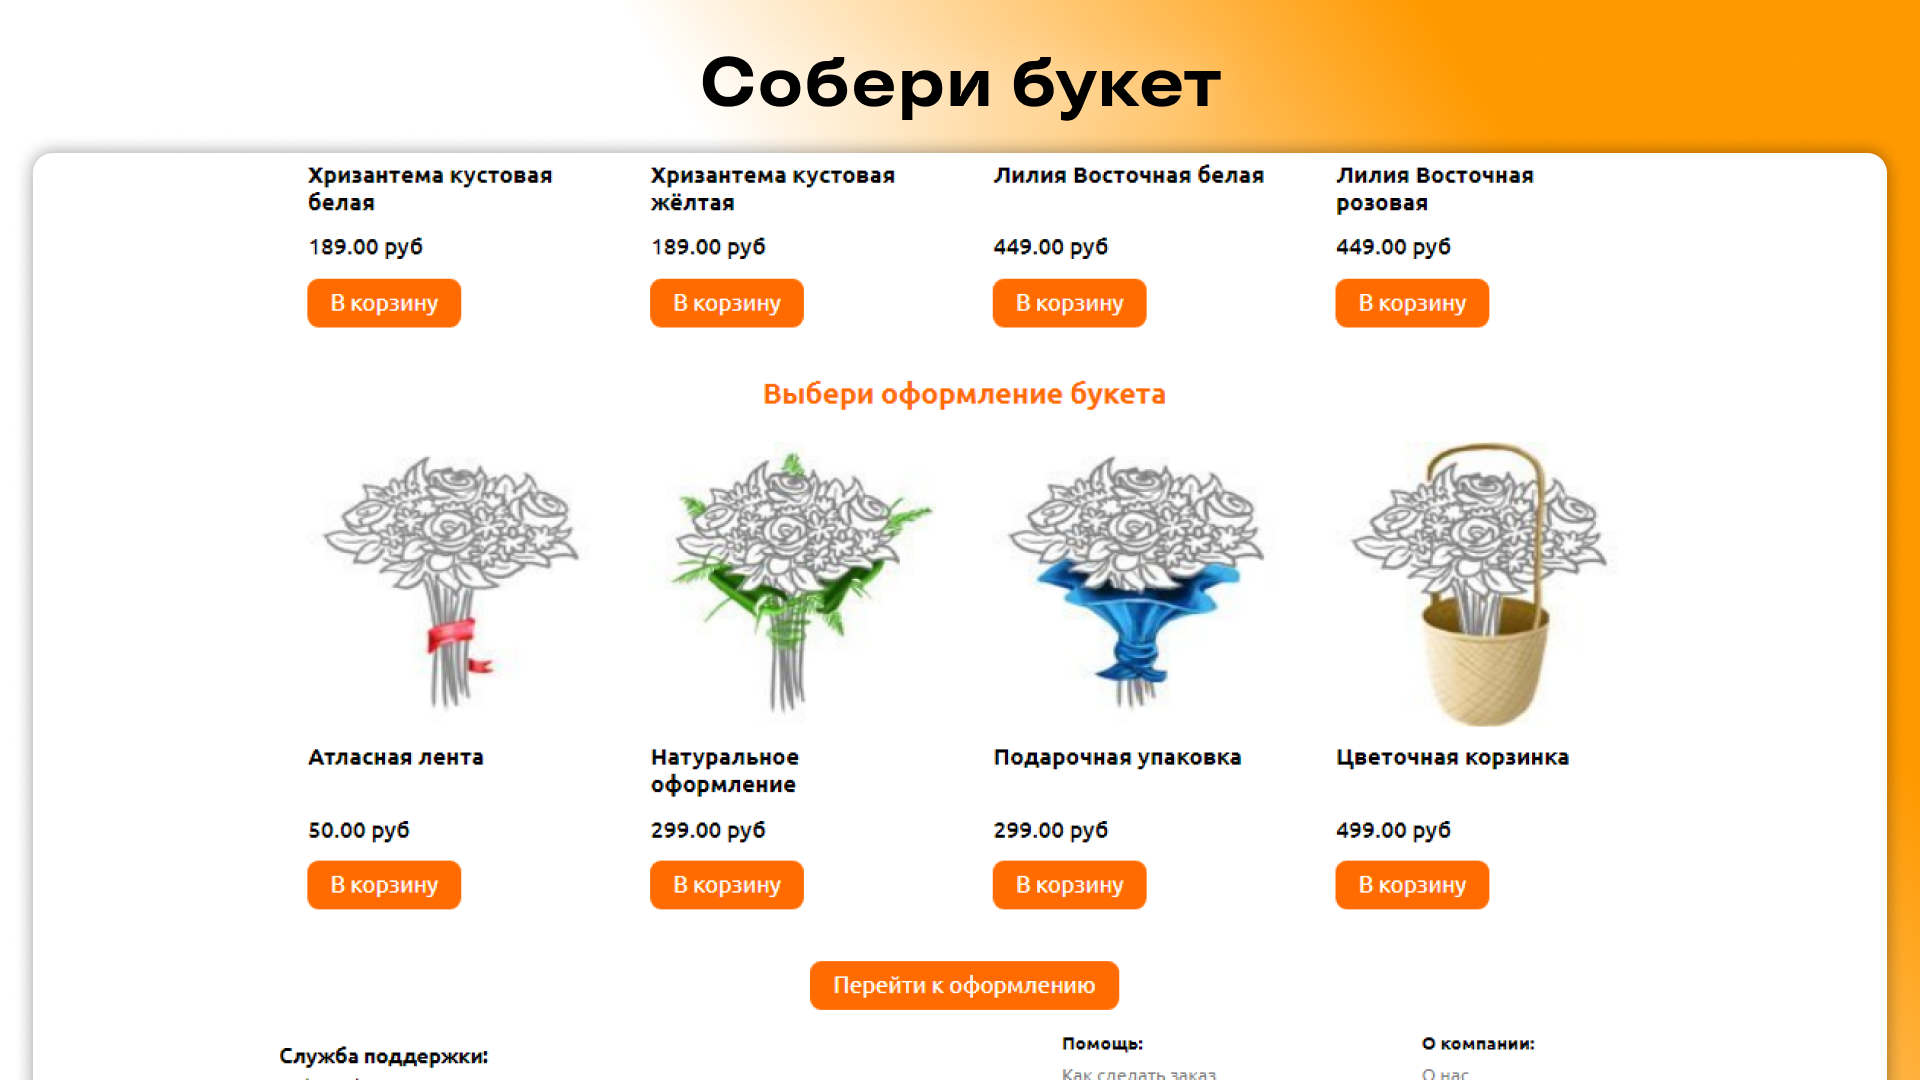 Собери букет
Хризантема кустовая белая
Хризантема кустовая жёлтая
Лилия Восточная белая
Лилия Восточная розовая
189.00 руб
189.00 руб
449.00 руб
449.00 руб
В корзину
В корзину
В корзину
В корзину
Выбери оформление букета
Атласная лента
Натуральное оформление
Подарочная упаковка
Цветочная корзинка
50.00 руб
299.00 руб
299.00 руб
499.00 руб
В корзину
В корзину
В корзину
В корзину
Перейти к оформлению
Служба поддержки:
Помощь:
Как сделать заказ
О компании:
О нас